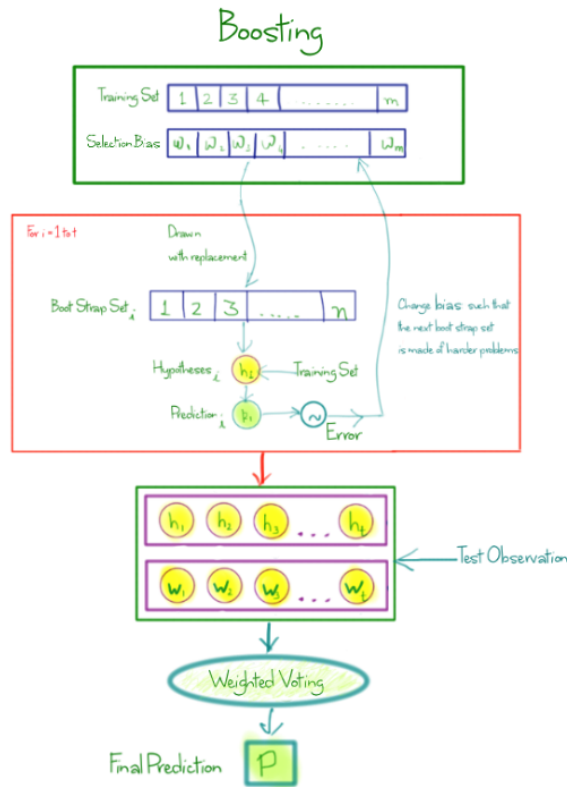 Boosting
Training Set 1 2 3 4 ........ m
Selection Bias w₁ w₂ w₃ w₄ ...... wₘ
For i = 1 to t
Drawn
with replacement
Boot Strap Set i 1 2 3 ..... n
Change bias such that
the next boot strap set
is made of harder problems
Hypotheses i hᵢ Training Set
Prediction i pᵢ ~
Error
h₁ h₂ h₃ ... hₜ
Test Observation
w₁ w₂ w₃ ... wₜ
Weighted Voting
Final Prediction P